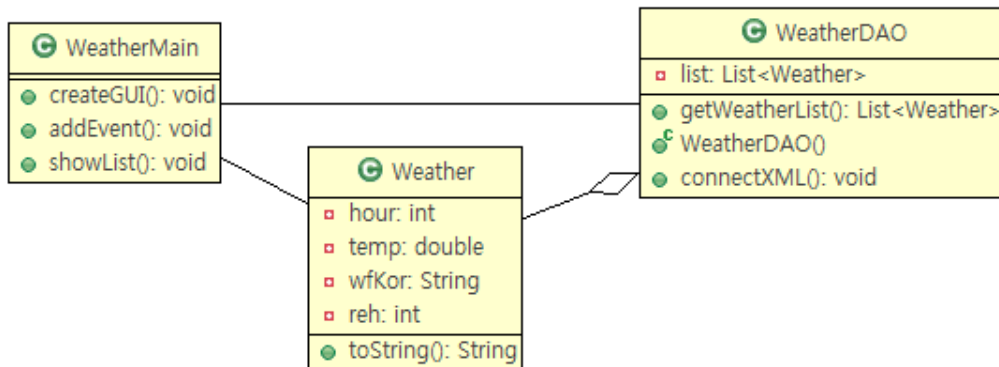 WeatherMain
createGUI(): void
addEvent(): void
showList(): void
WeatherDAO
list: List<Weather>
getWeatherList(): List<Weather>
WeatherDAO()
connectXML(): void
Weather
hour: int
temp: double
wfKor: String
reh: int
toString(): String